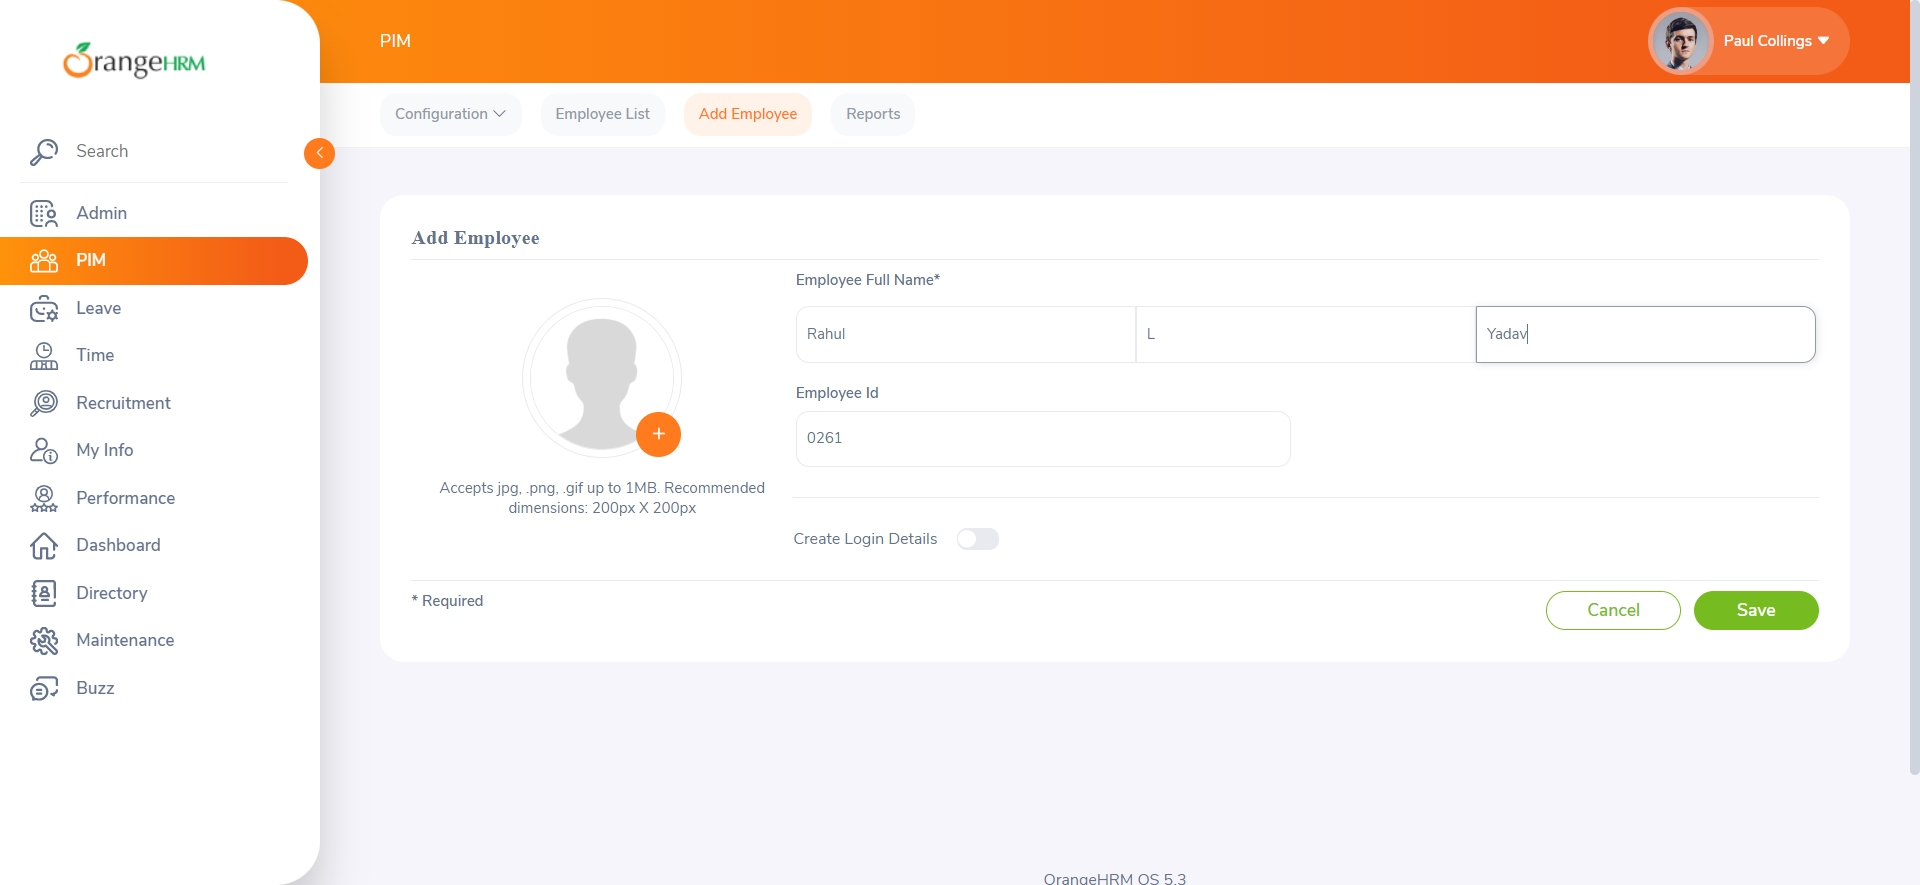 OrangeHRM
Search
Admin
PIM
Leave
Time
Recruitment
My Info
Performance
Dashboard
Directory
Maintenance
Buzz
PIM
Paul Collings
Configuration
Employee List
Add Employee
Reports
Add Employee
Employee Full Name*
Rahul
L
Yadav
Employee Id
0261
Accepts jpg, .png, .gif up to 1MB. Recommended
dimensions: 200px X 200px
Create Login Details
* Required
Cancel
Save
OrangeHRM OS 5.3